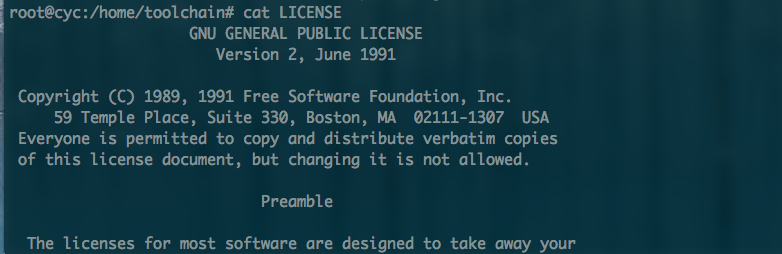 root@cyc:/home/toolchain# cat LICENSE
GNU GENERAL PUBLIC LICENSE
Version 2, June 1991
Copyright (C) 1989, 1991 Free Software Foundation, Inc.
59 Temple Place, Suite 330, Boston, MA  02111-1307  USA
Everyone is permitted to copy and distribute verbatim copies
of this license document, but changing it is not allowed.
Preamble
The licenses for most software are designed to take away your